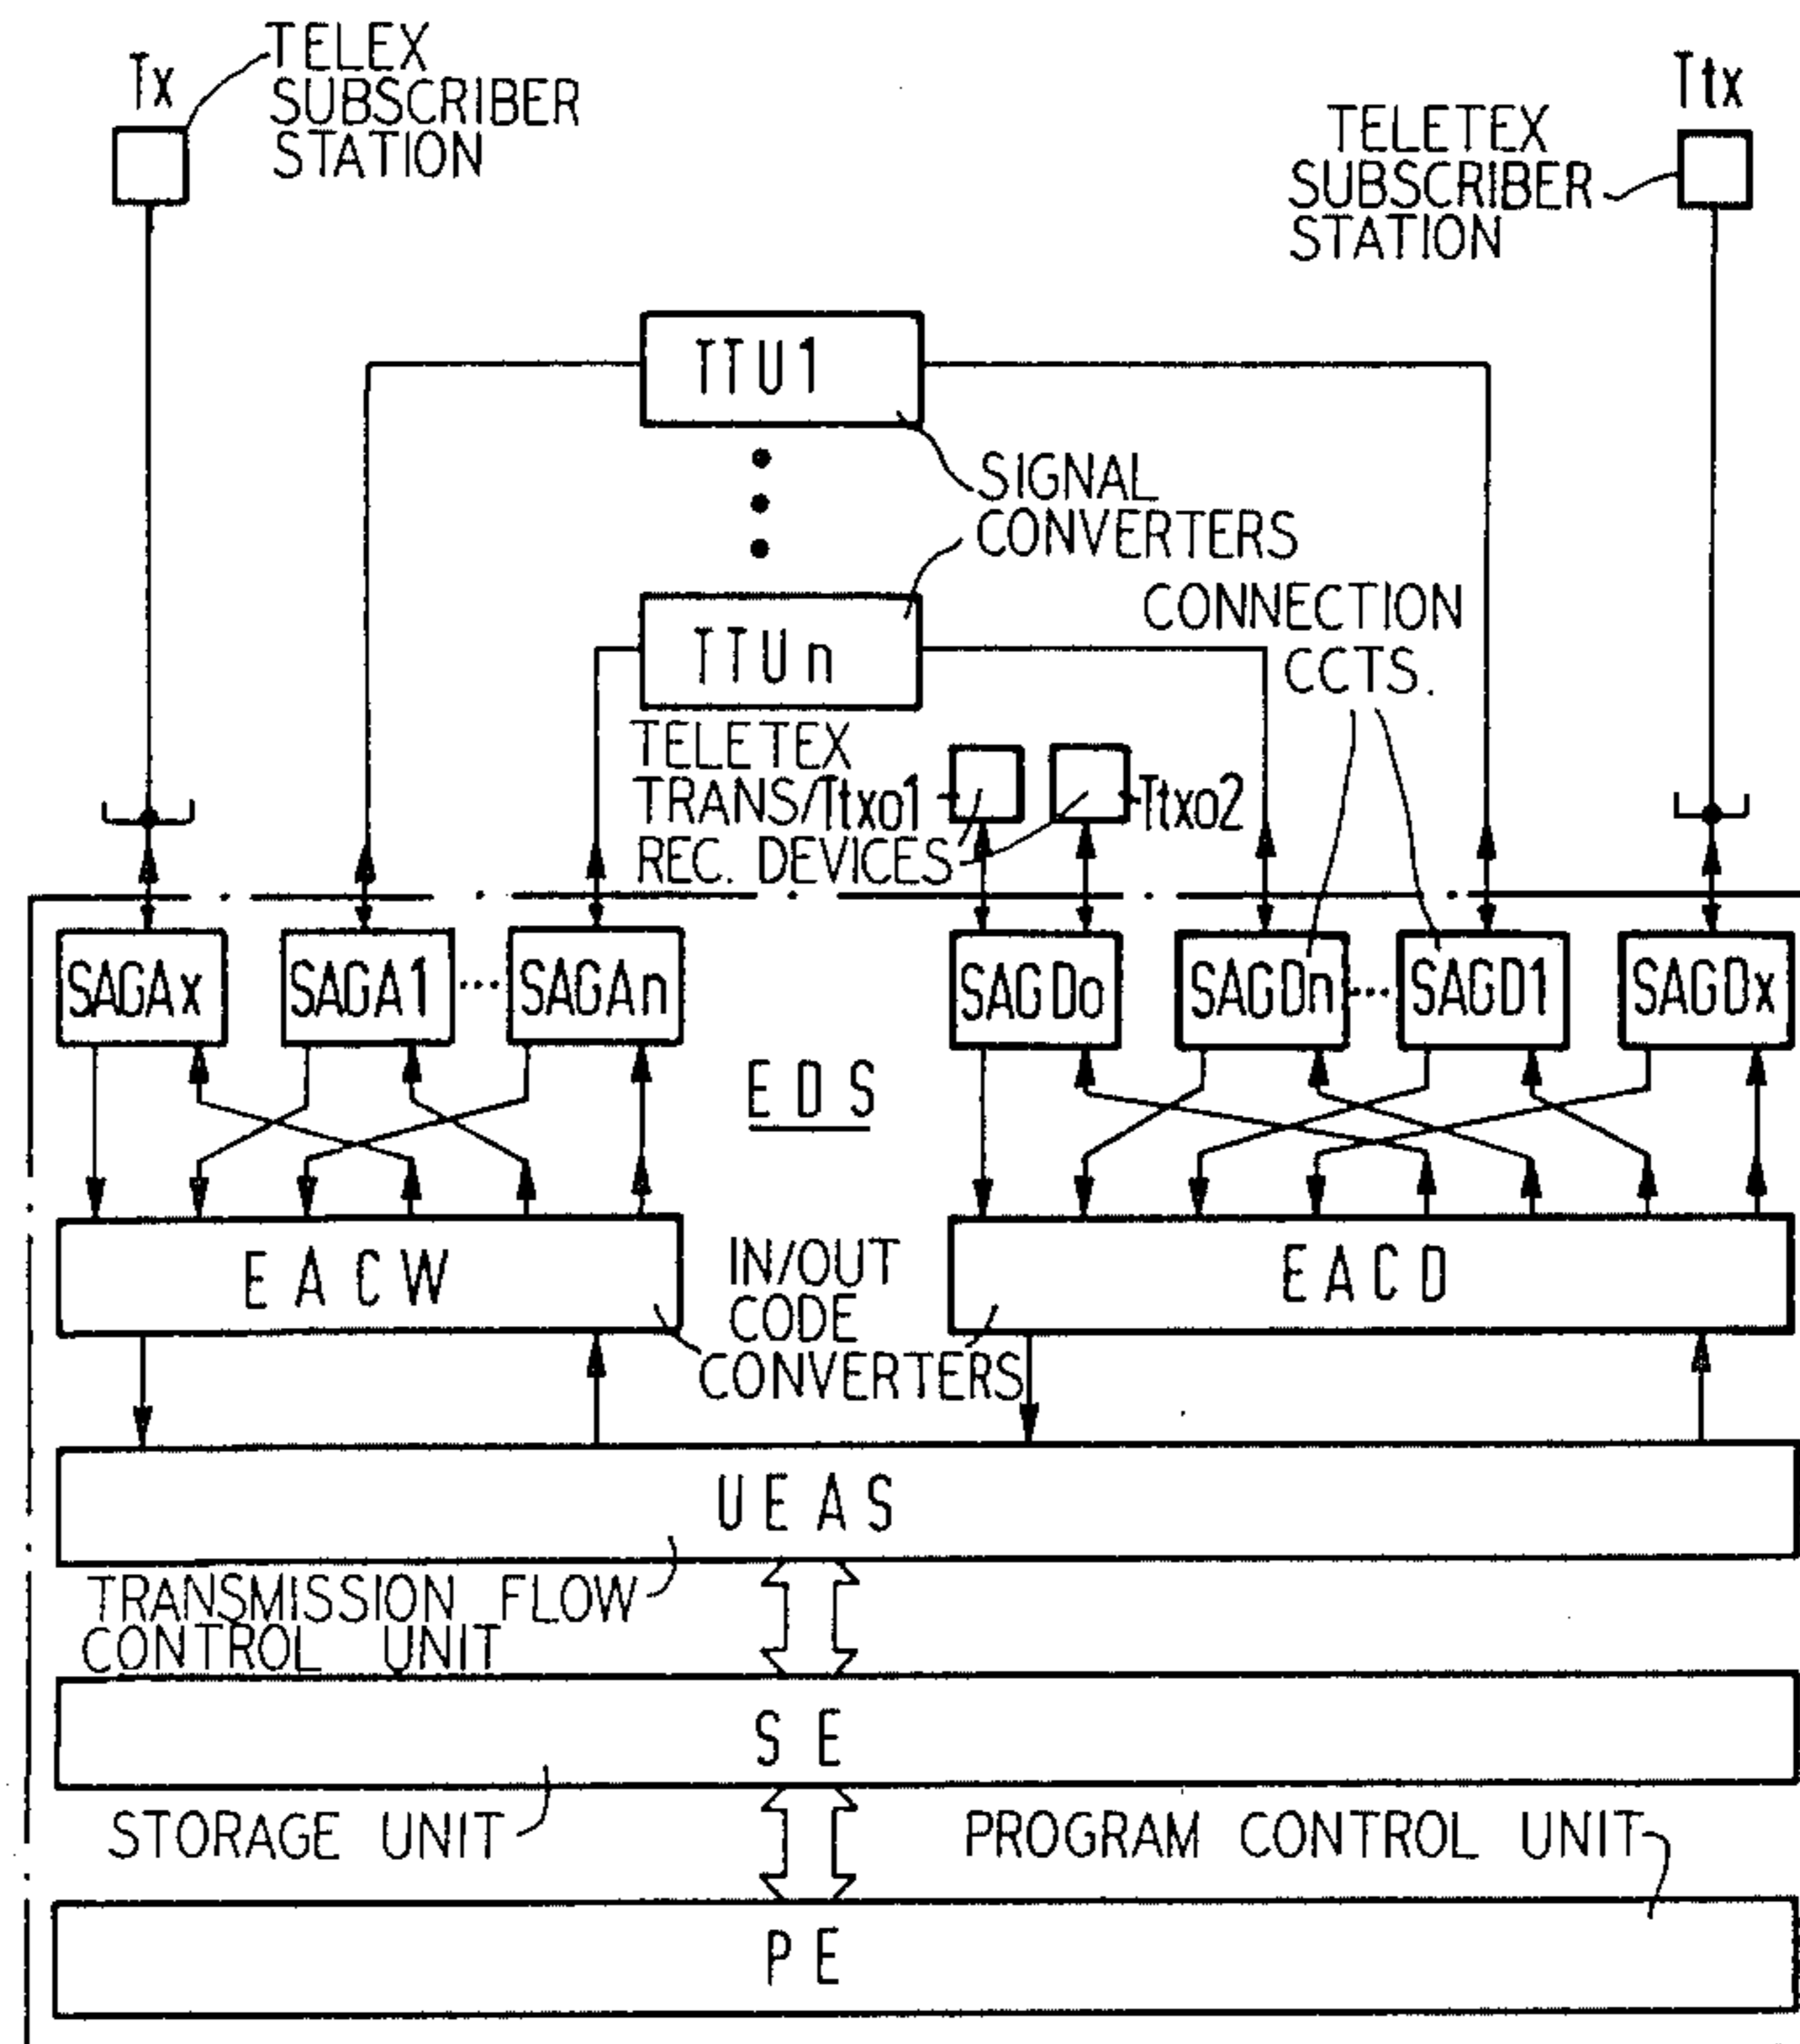 Tx
TELEX
SUBSCRIBER
STATION
Ttx
TELETEX
SUBSCRIBER
STATION
TTU1
SIGNAL
CONVERTERS
TTUn
CONNECTION
CCTS.
TELETEX
TRANS/
REC. DEVICES
Ttxo1
Ttxo2
SAGAx
SAGA1
...
SAGAn
SAGDo
SAGDn
...
SAGD1
SAGDx
EDS
EACW
IN/OUT
CODE
CONVERTERS
EACD
UEAS
TRANSMISSION FLOW
CONTROL UNIT
SE
STORAGE UNIT
PROGRAM CONTROL UNIT
PE